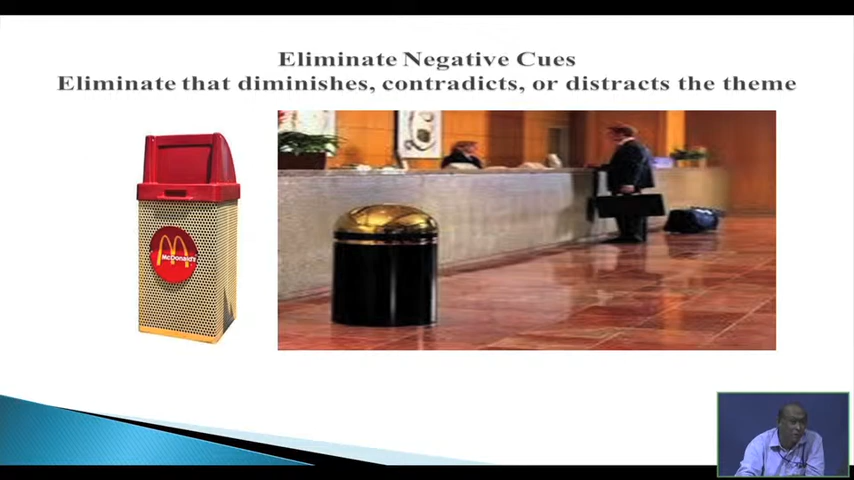 Eliminate Negative Cues
Eliminate that diminishes, contradicts, or distracts the theme
McDonald's